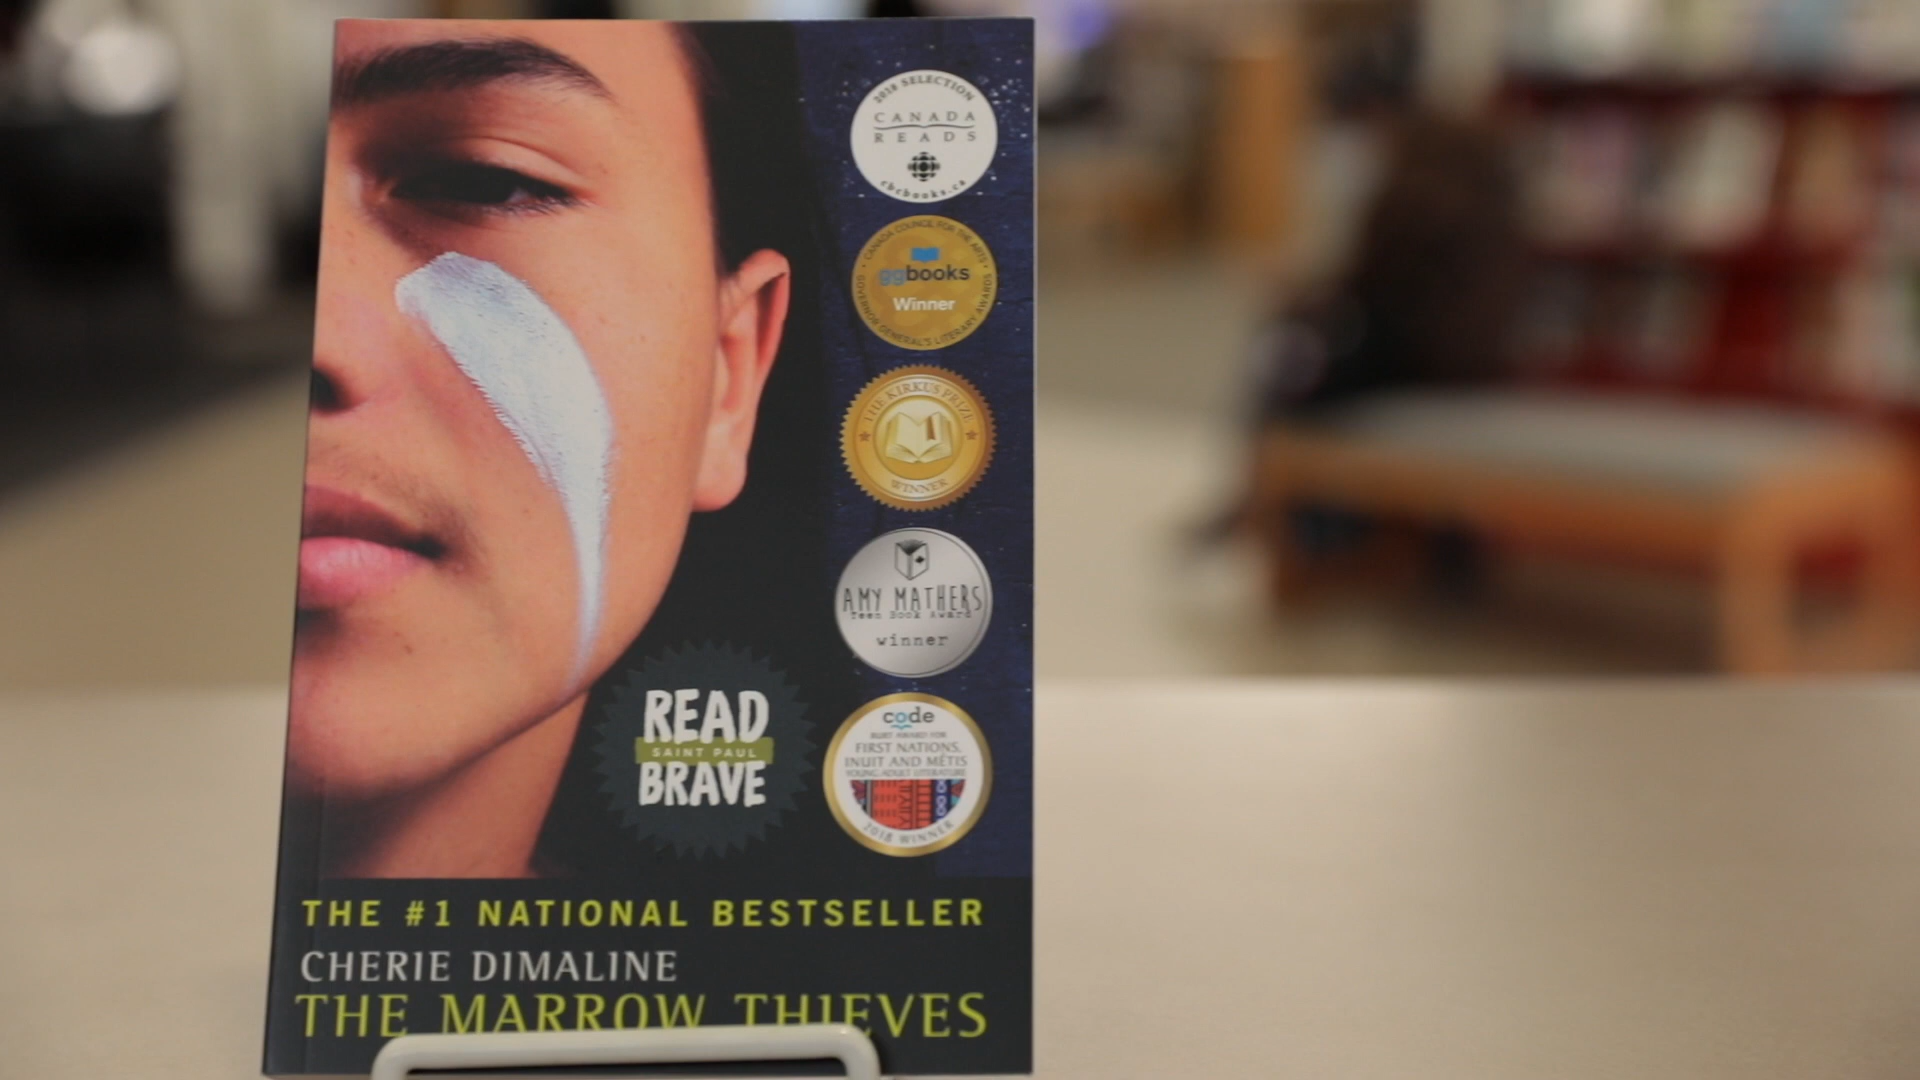 2018 SELECTION
CANADA
READS
cbcbooks.ca
CANADA COUNCIL FOR THE ARTS
ggbooks
Winner
GOVERNOR GENERAL'S LITERARY AWARDS
THE KIRKUS PRIZE
WINNER
AMY MATHERS
Teen Book Award
winner
READ
SAINT PAUL
BRAVE
code
BURT AWARD FOR
FIRST NATIONS,
INUIT AND MÉTIS
YOUNG ADULT LITERATURE
2018 WINNER
THE #1 NATIONAL BESTSELLER
CHERIE DIMALINE
THE MARROW THIEVES